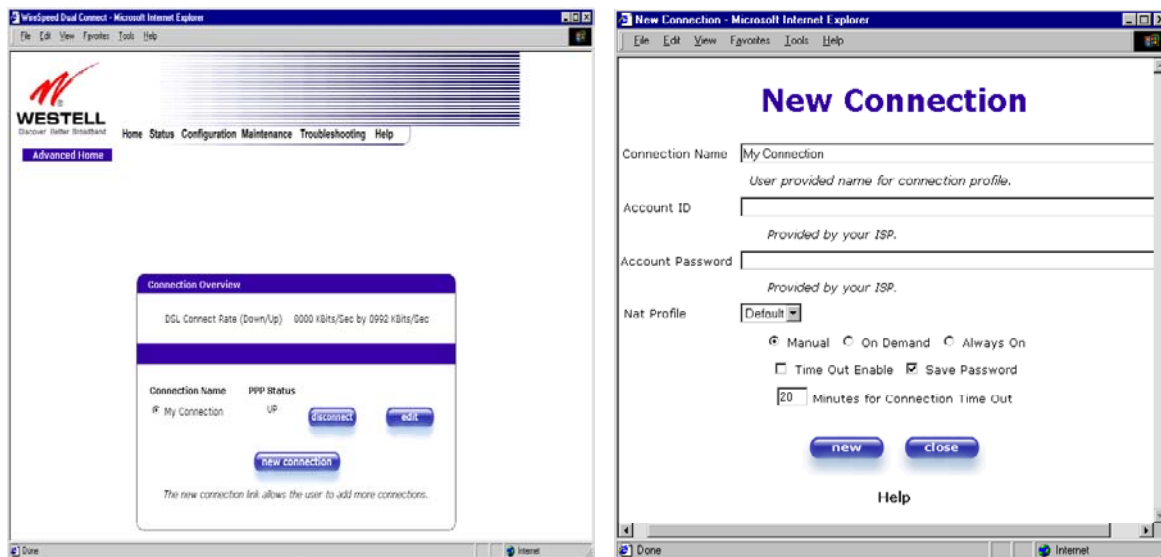 WireSpeed Dual Connect - Microsoft Internet Explorer
File Edit View Favorites Tools Help
WESTELL
Discover Better Broadband
Home Status Configuration Maintenance Troubleshooting Help
Advanced Home
Connection Overview
DSL Connect Rate (Down/Up) 8000 KBits/Sec by 0992 KBits/Sec
Connection Name PPP Status
My Connection UP disconnect edit
new connection
The new connection link allows the user to add more connections.
Done Internet
New Connection - Microsoft Internet Explorer
File Edit View Favorites Tools Help
New Connection
Connection Name My Connection
User provided name for connection profile.
Account ID
Provided by your ISP.
Account Password
Provided by your ISP.
Nat Profile Default
Manual On Demand Always On
Time Out Enable Save Password
20 Minutes for Connection Time Out
new close
Help
Done Internet